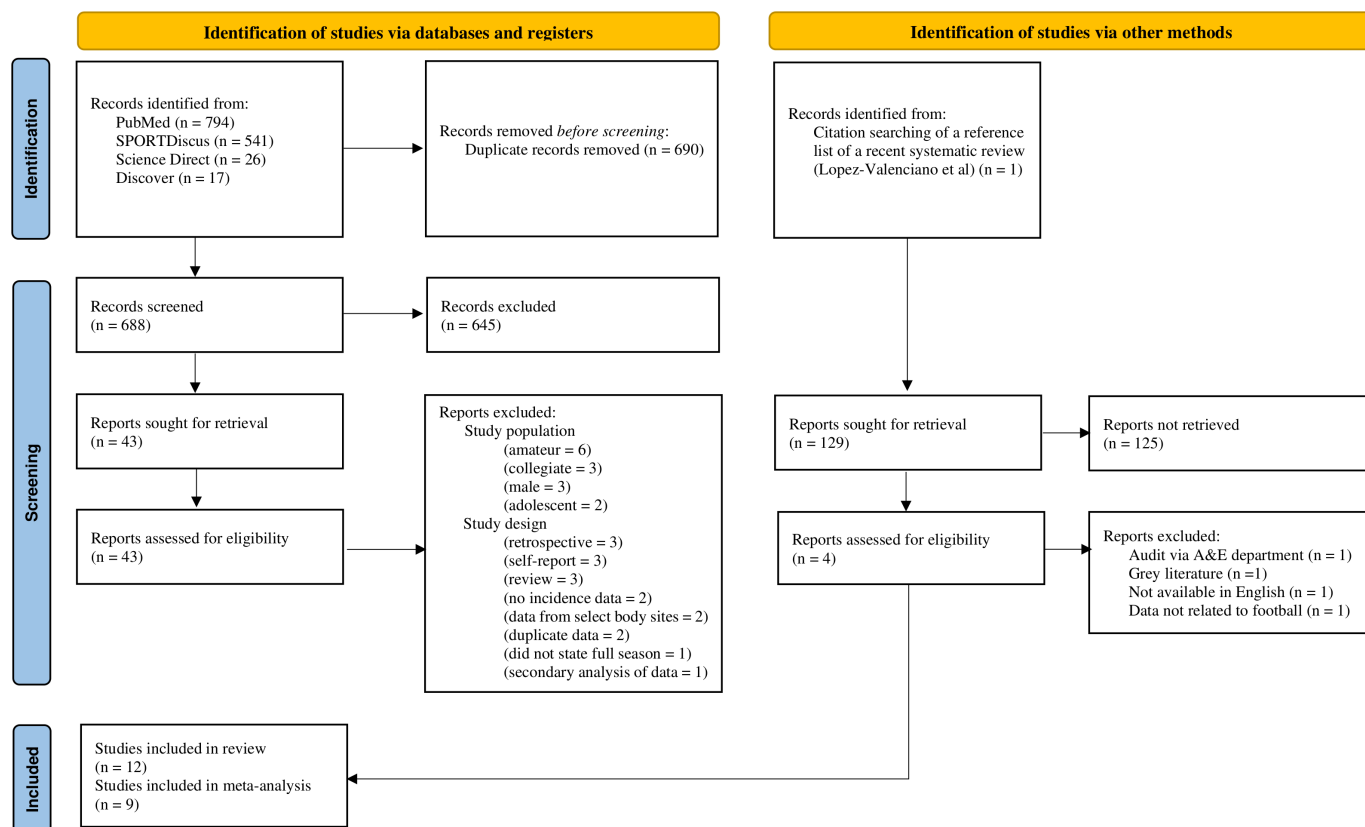 Identification of studies via databases and registers
Identification of studies via other methods
Identification
Records identified from:
PubMed (n = 794)
SPORTDiscus (n = 541)
Science Direct (n = 26)
Discover (n = 17)
Records removed before screening:
Duplicate records removed (n = 690)
Records identified from:
Citation searching of a reference
list of a recent systematic review
(Lopez-Valenciano et al) (n = 1)
Screening
Records screened
(n = 688)
Records excluded
(n = 645)
Reports sought for retrieval
(n = 43)
Reports assessed for eligibility
(n = 43)
Reports excluded:
Study population
(amateur = 6)
(collegiate = 3)
(male = 3)
(adolescent = 2)
Study design
(retrospective = 3)
(self-report = 3)
(review = 3)
(no incidence data = 2)
(data from select body sites = 2)
(duplicate data = 2)
(did not state full season = 1)
(secondary analysis of data = 1)
Reports sought for retrieval
(n = 129)
Reports not retrieved
(n = 125)
Reports assessed for eligibility
(n = 4)
Reports excluded:
Audit via A&E department (n = 1)
Grey literature (n =1)
Not available in English (n = 1)
Data not related to football (n = 1)
Included
Studies included in review
(n = 12)
Studies included in meta-analysis
(n = 9)